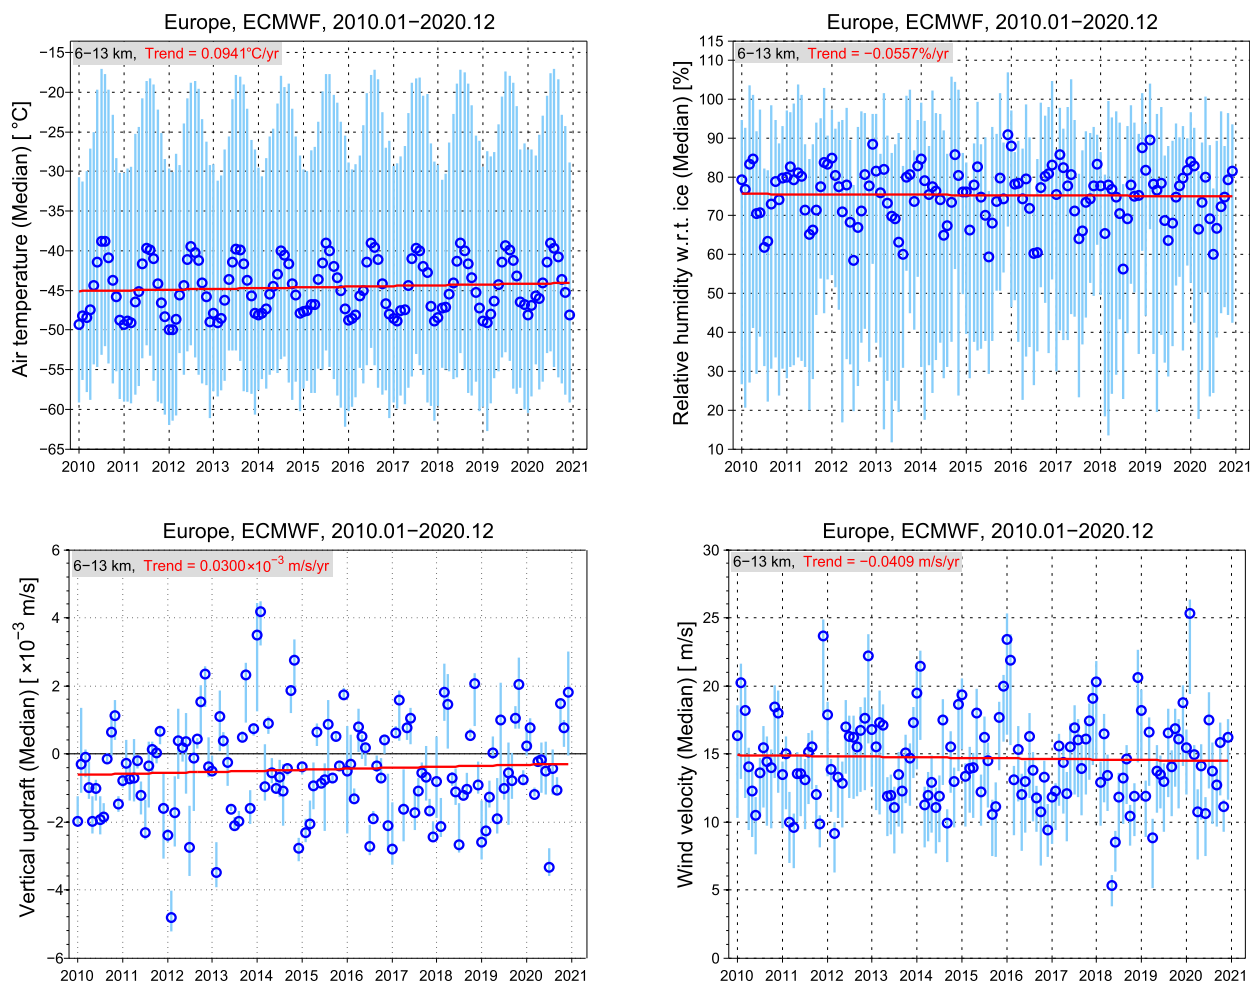 Europe, ECMWF, 2010.01−2020.12
6−13 km, Trend = 0.0941°C/yr
Air temperature (Median) [ °C]
−15
−20
−25
−30
−35
−40
−45
−50
−55
−60
−65
2010 2011 2012 2013 2014 2015 2016 2017 2018 2019 2020 2021
Europe, ECMWF, 2010.01−2020.12
6−13 km, Trend = −0.0557%/yr
Relative humidity w.r.t. ice (Median) [%]
115
110
100
90
80
70
60
50
40
30
20
10
2010 2011 2012 2013 2014 2015 2016 2017 2018 2019 2020 2021
Europe, ECMWF, 2010.01−2020.12
6−13 km, Trend = 0.0300×10⁻³ m/s/yr
Vertical updraft (Median) [ ×10⁻³ m/s]
6
4
2
0
−2
−4
−6
2010 2011 2012 2013 2014 2015 2016 2017 2018 2019 2020 2021
Europe, ECMWF, 2010.01−2020.12
6−13 km, Trend = −0.0409 m/s/yr
Wind velocity (Median) [ m/s]
30
25
20
15
10
5
0
2010 2011 2012 2013 2014 2015 2016 2017 2018 2019 2020 2021